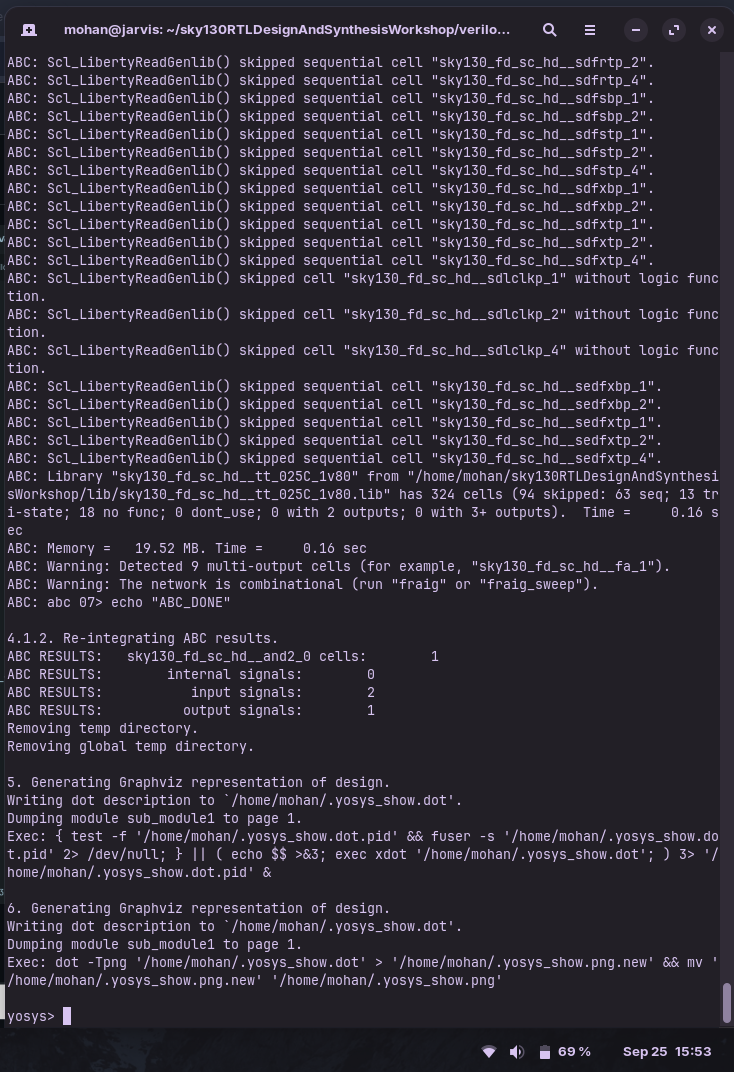 mohan@jarvis: ~/sky130RTLDesignAndSynthesisWorkshop/verilo...
ABC: Scl_LibertyReadGenlib() skipped sequential cell "sky130_fd_sc_hd__sdfrtp_2".
ABC: Scl_LibertyReadGenlib() skipped sequential cell "sky130_fd_sc_hd__sdfrtp_4".
ABC: Scl_LibertyReadGenlib() skipped sequential cell "sky130_fd_sc_hd__sdfsbp_1".
ABC: Scl_LibertyReadGenlib() skipped sequential cell "sky130_fd_sc_hd__sdfsbp_2".
ABC: Scl_LibertyReadGenlib() skipped sequential cell "sky130_fd_sc_hd__sdfstp_1".
ABC: Scl_LibertyReadGenlib() skipped sequential cell "sky130_fd_sc_hd__sdfstp_2".
ABC: Scl_LibertyReadGenlib() skipped sequential cell "sky130_fd_sc_hd__sdfstp_4".
ABC: Scl_LibertyReadGenlib() skipped sequential cell "sky130_fd_sc_hd__sdfxbp_1".
ABC: Scl_LibertyReadGenlib() skipped sequential cell "sky130_fd_sc_hd__sdfxbp_2".
ABC: Scl_LibertyReadGenlib() skipped sequential cell "sky130_fd_sc_hd__sdfxtp_1".
ABC: Scl_LibertyReadGenlib() skipped sequential cell "sky130_fd_sc_hd__sdfxtp_2".
ABC: Scl_LibertyReadGenlib() skipped sequential cell "sky130_fd_sc_hd__sdfxtp_4".
ABC: Scl_LibertyReadGenlib() skipped cell "sky130_fd_sc_hd__sdlclkp_1" without logic func
tion.
ABC: Scl_LibertyReadGenlib() skipped cell "sky130_fd_sc_hd__sdlclkp_2" without logic func
tion.
ABC: Scl_LibertyReadGenlib() skipped cell "sky130_fd_sc_hd__sdlclkp_4" without logic func
tion.
ABC: Scl_LibertyReadGenlib() skipped sequential cell "sky130_fd_sc_hd__sedfxbp_1".
ABC: Scl_LibertyReadGenlib() skipped sequential cell "sky130_fd_sc_hd__sedfxbp_2".
ABC: Scl_LibertyReadGenlib() skipped sequential cell "sky130_fd_sc_hd__sedfxtp_1".
ABC: Scl_LibertyReadGenlib() skipped sequential cell "sky130_fd_sc_hd__sedfxtp_2".
ABC: Scl_LibertyReadGenlib() skipped sequential cell "sky130_fd_sc_hd__sedfxtp_4".
ABC: Library "sky130_fd_sc_hd__tt_025C_1v80" from "/home/mohan/sky130RTLDesignAndSynthesi
sWorkshop/lib/sky130_fd_sc_hd__tt_025C_1v80.lib" has 324 cells (94 skipped: 63 seq; 13 tr
i-state; 18 no func; 0 dont_use; 0 with 2 outputs; 0 with 3+ outputs).  Time =     0.16 s
ec
ABC: Memory =   19.52 MB. Time =     0.16 sec
ABC: Warning: Detected 9 multi-output cells (for example, "sky130_fd_sc_hd__fa_1").
ABC: Warning: The network is combinational (run "fraig" or "fraig_sweep").
ABC: abc 07> echo "ABC_DONE"
4.1.2. Re-integrating ABC results.
ABC RESULTS:   sky130_fd_sc_hd__and2_0 cells:        1
ABC RESULTS:        internal signals:        0
ABC RESULTS:           input signals:        2
ABC RESULTS:          output signals:        1
Removing temp directory.
Removing global temp directory.
5. Generating Graphviz representation of design.
Writing dot description to `/home/mohan/.yosys_show.dot'.
Dumping module sub_module1 to page 1.
Exec: { test -f '/home/mohan/.yosys_show.dot.pid' && fuser -s '/home/mohan/.yosys_show.do
t.pid' 2> /dev/null; } || ( echo $$ >&3; exec xdot '/home/mohan/.yosys_show.dot'; ) 3> '/
home/mohan/.yosys_show.dot.pid' &
6. Generating Graphviz representation of design.
Writing dot description to `/home/mohan/.yosys_show.dot'.
Dumping module sub_module1 to page 1.
Exec: dot -Tpng '/home/mohan/.yosys_show.dot' > '/home/mohan/.yosys_show.png.new' && mv '
/home/mohan/.yosys_show.png.new' '/home/mohan/.yosys_show.png'
yosys>
69 % Sep 25 15:53